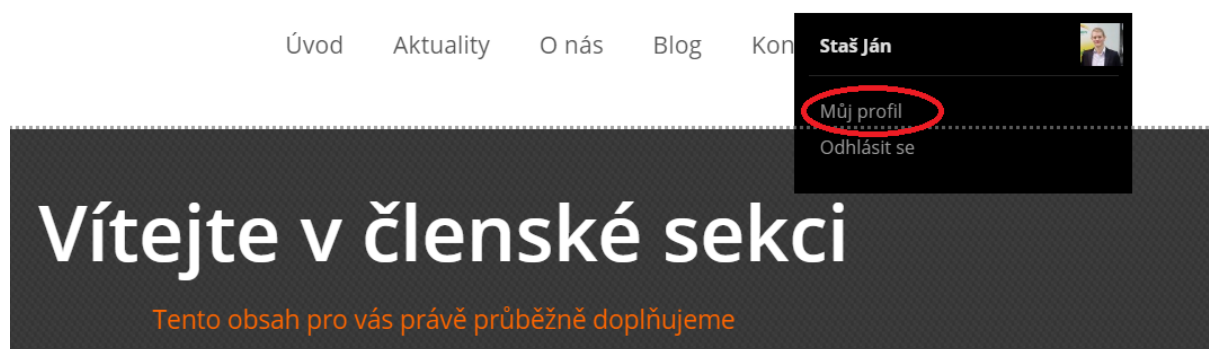 Úvod Aktuality O nás Blog Kon
Staš Ján
Můj profil
Odhlásit se
Vítejte v členské sekci
Tento obsah pro vás právě průběžně doplňujeme